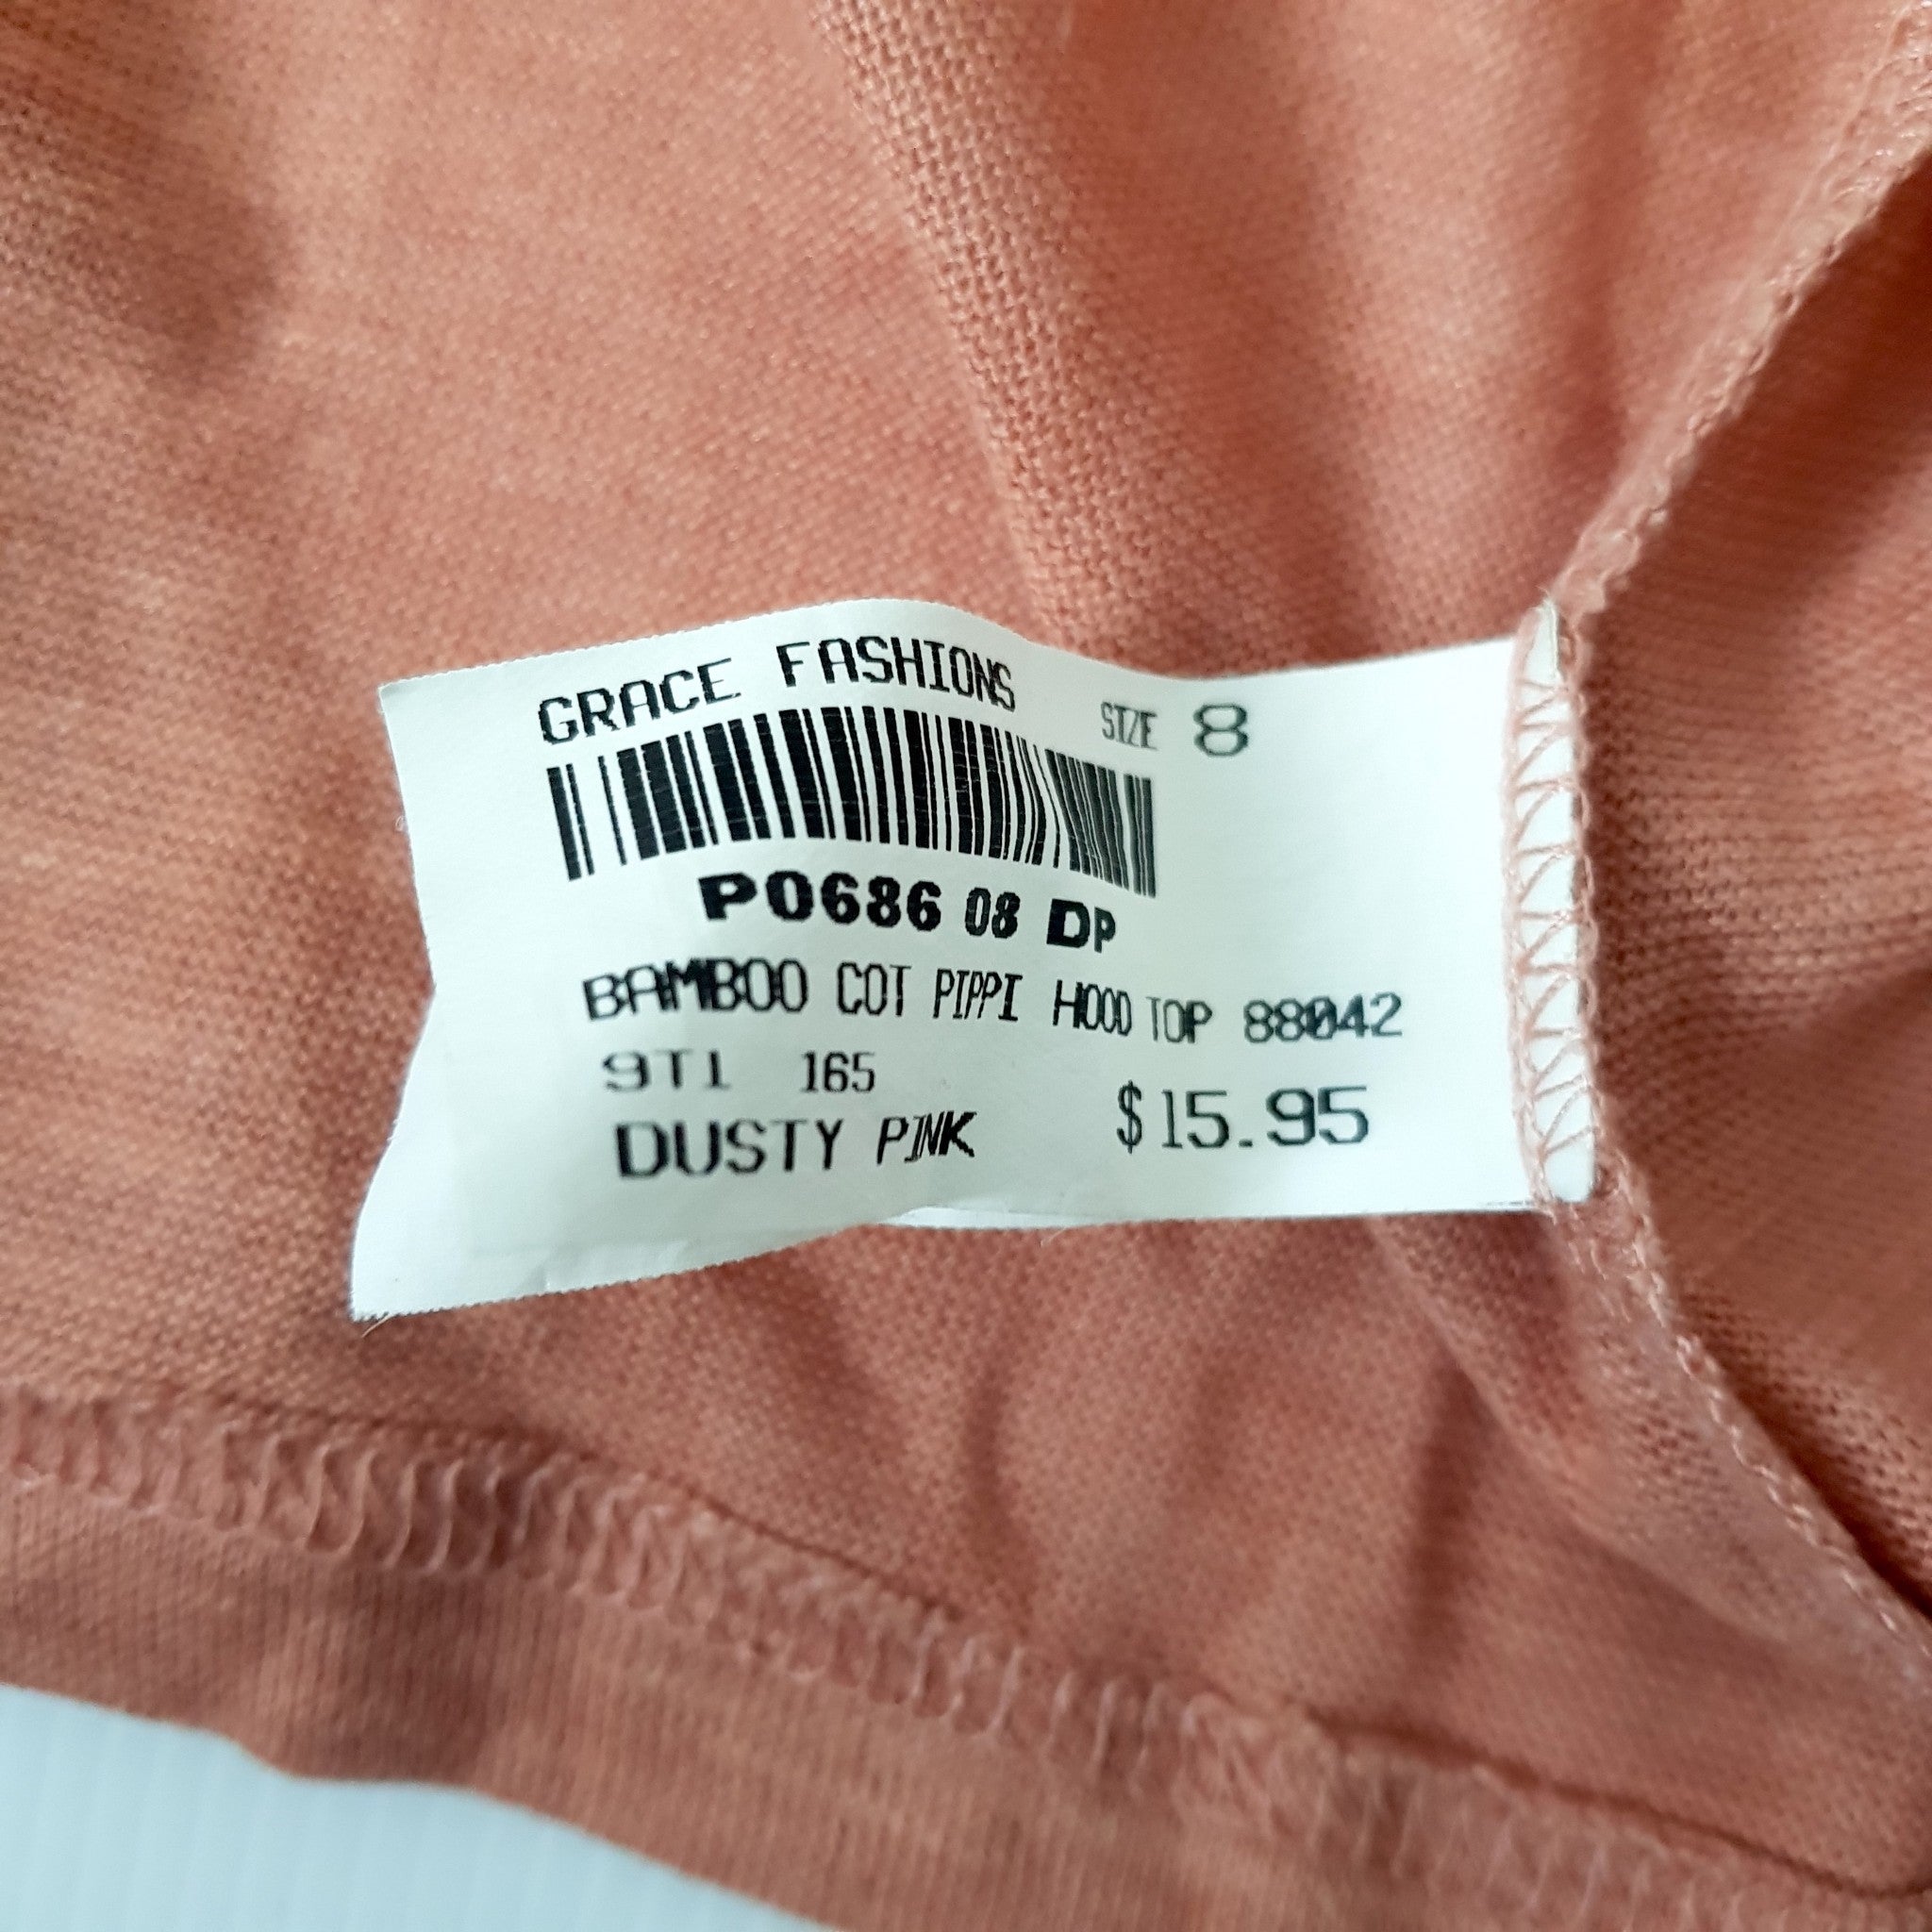 GRACE FASHIONS SIZE 8
P0686 08 DP
BAMBOO COT PIPPI HOOD TOP 88042
9T1 165
DUSTY PINK $15.95